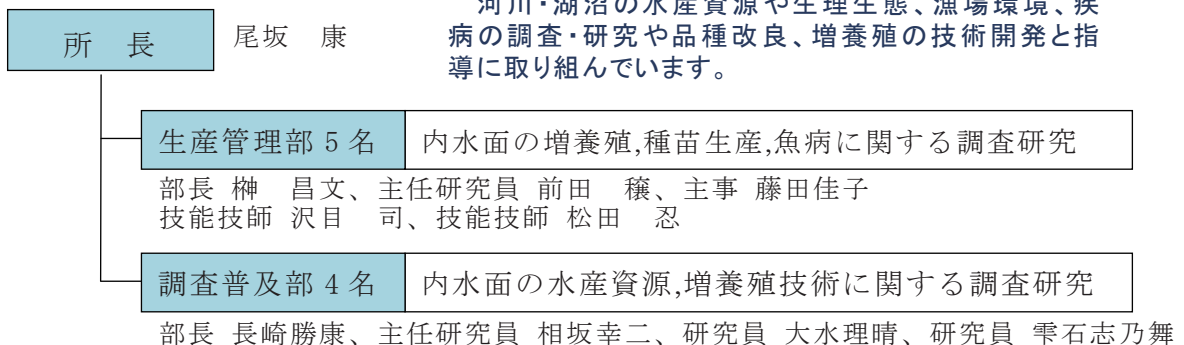 河川・湖沼の水産資源や生理生態、漁場環境、疾
病の調査・研究や品種改良、増養殖の技術開発と指
導に取り組んでいます。
所　長
尾坂　康
生産管理部５名
内水面の増養殖,種苗生産,魚病に関する調査研究
部長 榊　昌文、主任研究員 前田　穣、主事 藤田佳子
技能技師 沢目　司、技能技師 松田　忍
調査普及部４名
内水面の水産資源,増養殖技術に関する調査研究
部長 長崎勝康、主任研究員 相坂幸二、研究員 大水理晴、研究員 雫石志乃舞